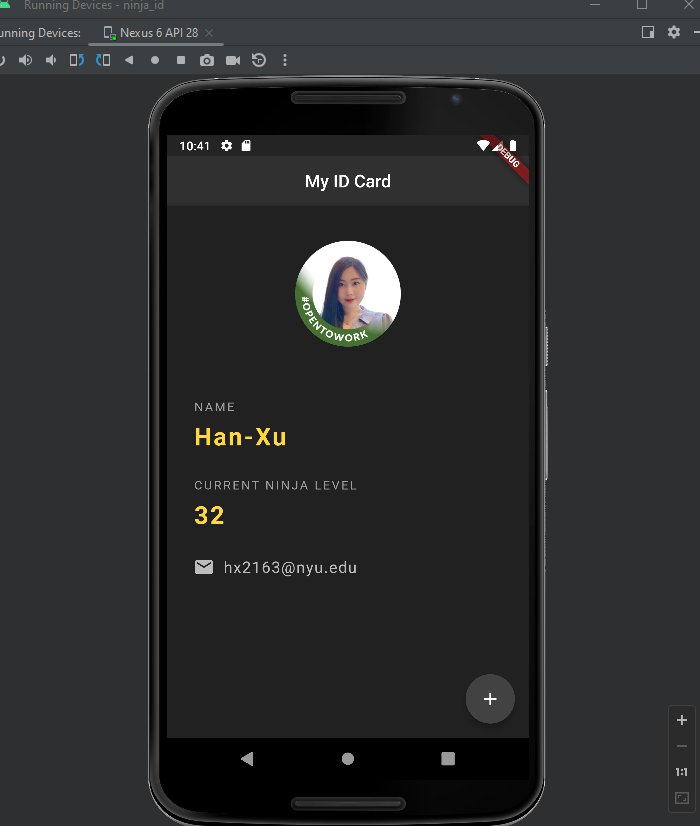 Running Devices - ninja_id
unning Devices:
Nexus 6 API 28
10:41
DEBUG
My ID Card
#OPENTOWORK
NAME
Han-Xu
CURRENT NINJA LEVEL
32
hx2163@nyu.edu
+
1:1